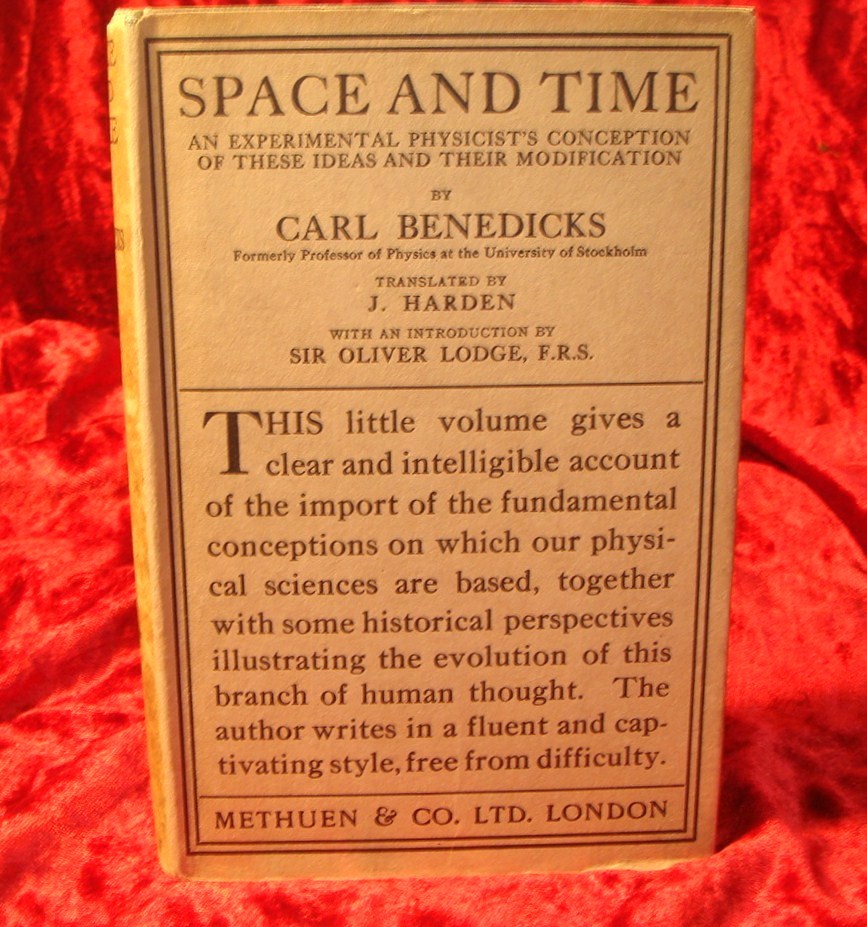 SPACE AND TIME
AN EXPERIMENTAL PHYSICIST'S CONCEPTION
OF THESE IDEAS AND THEIR MODIFICATION
BY
CARL BENEDICKS
Formerly Professor of Physics at the University of Stockholm
TRANSLATED BY
J. HARDEN
WITH AN INTRODUCTION BY
SIR OLIVER LODGE, F.R.S.
THIS little volume gives a
clear and intelligible account
of the import of the fundamental
conceptions on which our physi-
cal sciences are based, together
with some historical perspectives
illustrating the evolution of this
branch of human thought. The
author writes in a fluent and cap-
tivating style, free from difficulty.
METHUEN & CO. LTD. LONDON